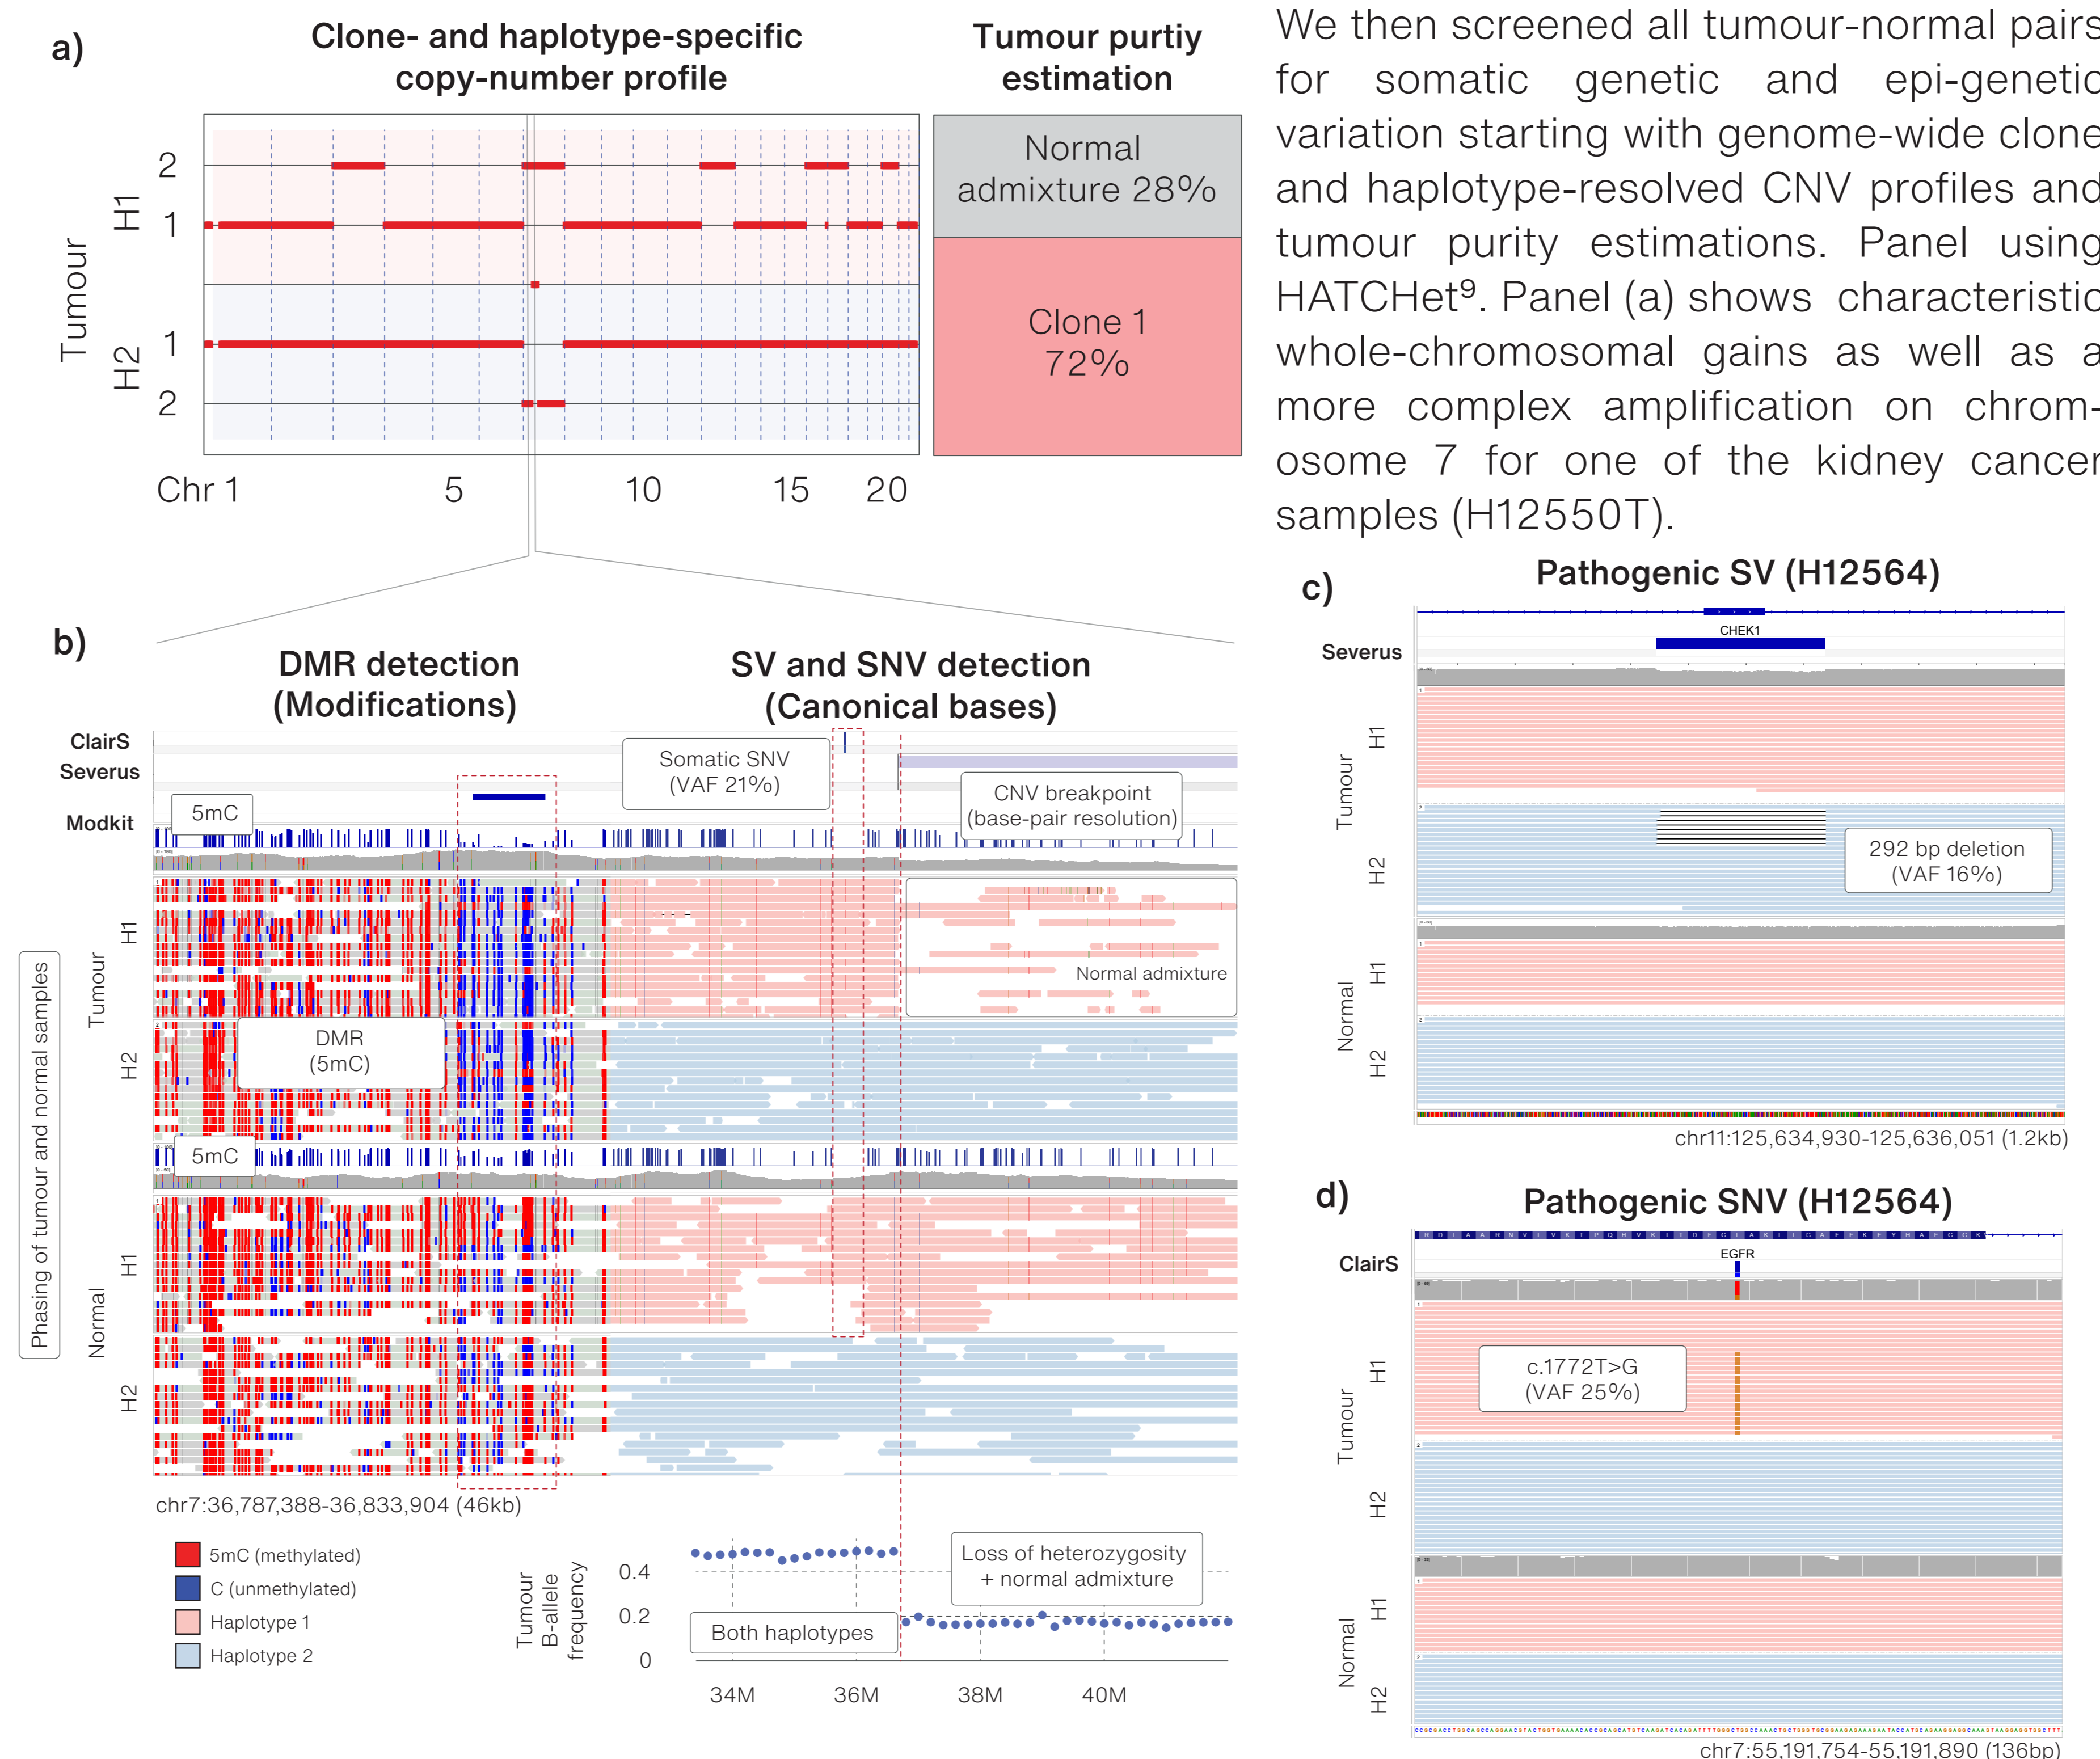 a)
Clone- and haplotype-specific
copy-number profile
Tumour purtiy
estimation
Tumour
H1
H2
2
1
1
2
Normal
admixture 28%
Clone 1
72%
Chr 1
5
10
15
20
We then screened all tumour-normal pairs
for somatic genetic and epi-genetic
variation starting with genome-wide clone
and haplotype-resolved CNV profiles and
tumour purity estimations. Panel using
HATCHet⁹. Panel (a) shows characteristic
whole-chromosomal gains as well as a
more complex amplification on chrom-
osome 7 for one of the kidney cancer
samples (H12550T).
b)
DMR detection
(Modifications)
SV and SNV detection
(Canonical bases)
ClairS
Severus
Modkit
5mC
Somatic SNV
(VAF 21%)
CNV breakpoint
(base-pair resolution)
Phasing of tumour and normal samples
Tumour
H1
H2
Normal admixture
DMR
(5mC)
5mC
Normal
H1
H2
chr7:36,787,388-36,833,904 (46kb)
5mC (methylated)
C (unmethylated)
Haplotype 1
Haplotype 2
Tumour
B-allele
frequency
0.4
0.2
0
Loss of heterozygosity
+ normal admixture
Both haplotypes
34M
36M
38M
40M
c)
Pathogenic SV (H12564)
CHEK1
Severus
Tumour
H1
H2
292 bp deletion
(VAF 16%)
Normal
H1
H2
chr11:125,634,930-125,636,051 (1.2kb)
d)
Pathogenic SNV (H12564)
R D L A A R N V L V K T P Q H V K I T D F G L A K L L G A E E K E Y H A E G G K
EGFR
ClairS
Tumour
H1
H2
c.1772T>G
(VAF 25%)
Normal
H1
H2
chr7:55,191,754-55,191,890 (136bp)